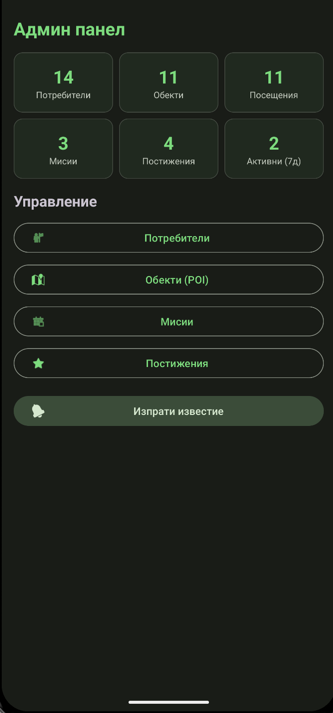 Админ панел
14
Потребители
11
Обекти
11
Посещения
3
Мисии
4
Постижения
2
Активни (7д)
Управление
Потребители
Обекти (POI)
Мисии
Постижения
Изпрати известие